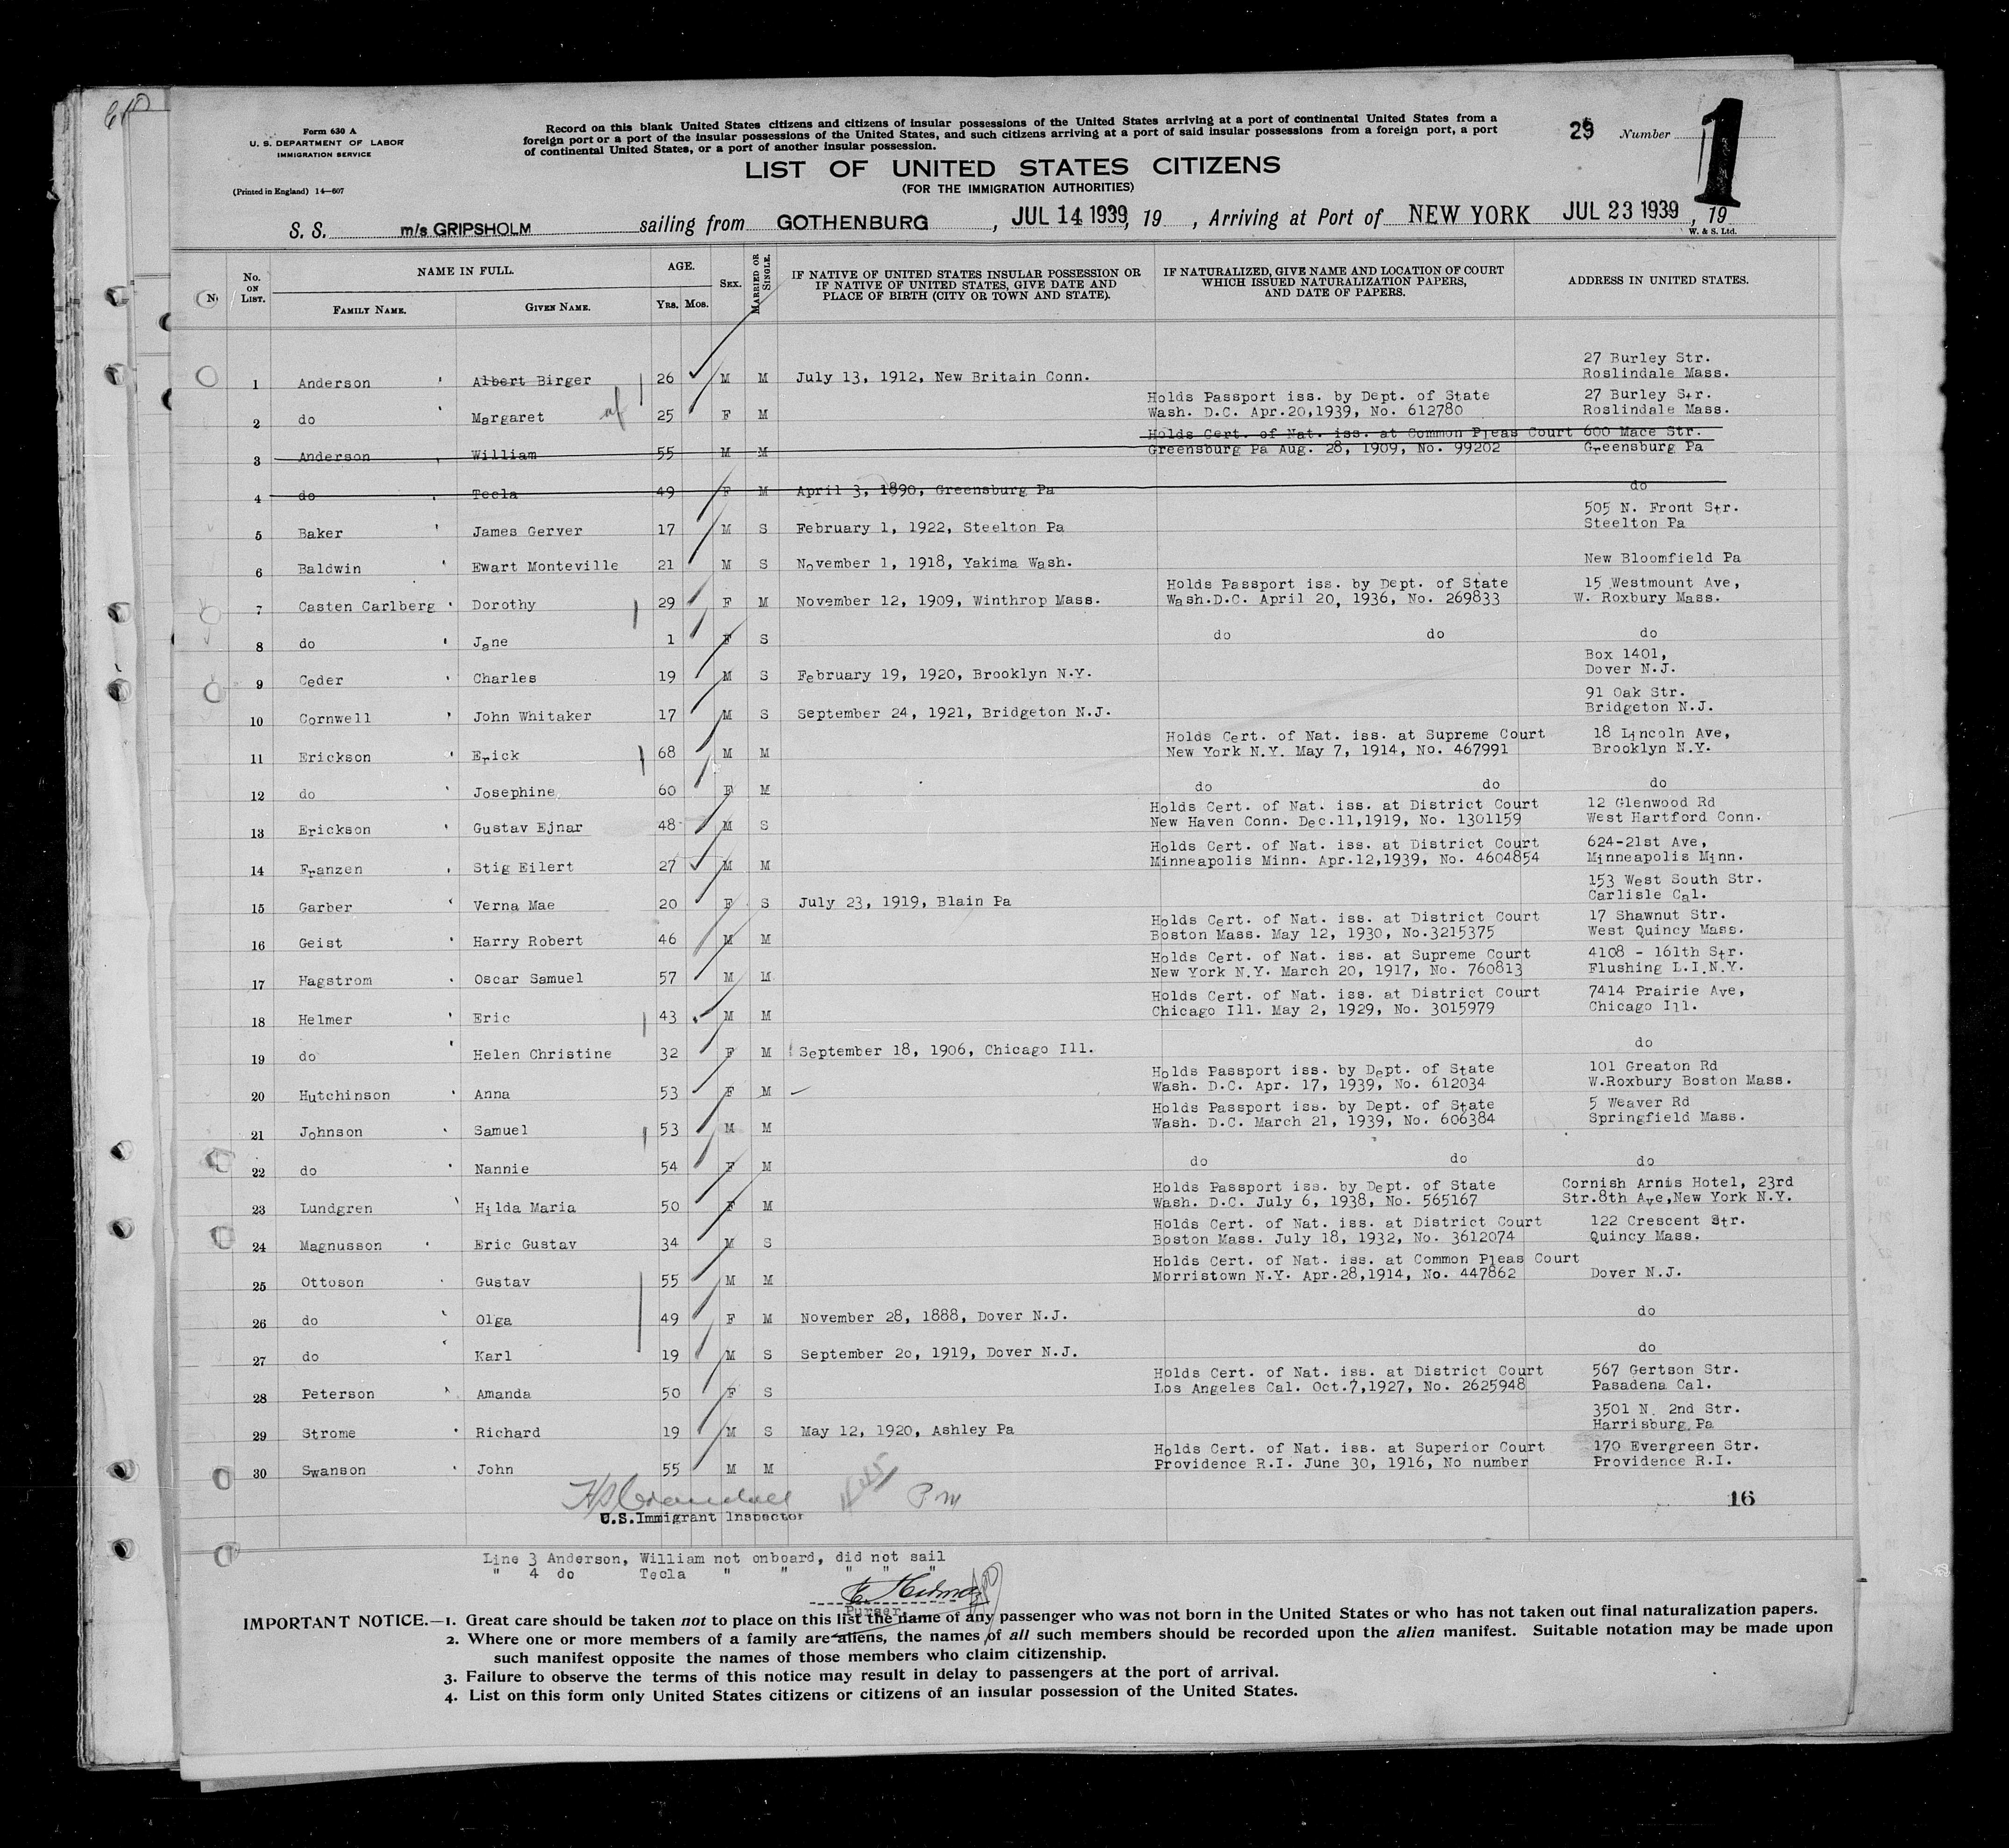 Form 630 A
U. S. DEPARTMENT OF LABOR
IMMIGRATION SERVICE
(Printed in England) 14—607
Record on this blank United States citizens and citizens of insular possessions of the United States arriving at a port of continental United States from a
foreign port or a port of the insular possessions of the United States, and such citizens arriving at a port of said insular possessions from a foreign port, a port
of continental United States, or a port of another insular possession.
29 Number 1
LIST OF UNITED STATES CITIZENS
(FOR THE IMMIGRATION AUTHORITIES)
S. S. m/s GRIPSHOLM sailing from GOTHENBURG, JUL 14 1939, 19 , Arriving at Port of NEW YORK JUL 23 1939, 19
W. & S. Ltd.
No. ON LIST. NAME IN FULL. FAMILY NAME. GIVEN NAME. AGE. YRS. MOS. SEX. MARRIED OR SINGLE. IF NATIVE OF UNITED STATES INSULAR POSSESSION OR IF NATIVE OF UNITED STATES, GIVE DATE AND PLACE OF BIRTH (CITY OR TOWN AND STATE). IF NATURALIZED, GIVE NAME AND LOCATION OF COURT WHICH ISSUED NATURALIZATION PAPERS, AND DATE OF PAPERS. ADDRESS IN UNITED STATES.
27 Burley Str.
1 Anderson Albert Birger 26 M M July 13, 1912, New Britain Conn. Roslindale Mass.
Holds Passport iss. by Dept. of State 27 Burley Str.
2 do Margaret 25 F M Wash. D.C. Apr.20,1939, No. 612780 Roslindale Mass.
Holds Cert. of Nat. iss. at Common Pleas Court 600 Mace Str.
3 Anderson William 55 M M Greensburg Pa Aug. 28, 1909, No. 99202 Greensburg Pa
4 do Tecla 49 F M April 3, 1890, Greensburg Pa do
505 N. Front Str.
5 Baker James Gerver 17 M S February 1, 1922, Steelton Pa Steelton Pa
6 Baldwin Ewart Monteville 21 M S November 1, 1918, Yakima Wash. New Bloomfield Pa
Holds Passport iss. by Dept. of State 15 Westmount Ave,
7 Casten Carlberg Dorothy 29 F M November 12, 1909, Winthrop Mass. Wash.D.C. April 20, 1936, No. 269833 W. Roxbury Mass.
8 do Jane 1 F S do do do
Box 1401,
9 Ceder Charles 19 M S February 19, 1920, Brooklyn N.Y. Dover N.J.
91 Oak Str.
10 Cornwell John Whitaker 17 M S September 24, 1921, Bridgeton N.J. Bridgeton N.J.
Holds Cert. of Nat. iss. at Supreme Court 18 Lincoln Ave,
11 Erickson Erick 68 M M New York N.Y. May 7, 1914, No. 467991 Brooklyn N.Y.
12 do Josephine 60 F M do do do
Holds Cert. of Nat. iss. at District Court 12 Glenwood Rd
13 Erickson Gustav Ejnar 48 M S New Haven Conn. Dec.11,1919, No. 1301159 West Hartford Conn.
Holds Cert. of Nat. iss. at District Court 624-21st Ave,
14 Franzen Stig Eilert 27 M M Minneapolis Minn. Apr.12,1939, No. 4604854 Minneapolis Minn.
153 West South Str.
15 Garber Verna Mae 20 F S July 23, 1919, Blain Pa Carlisle Cal.
Holds Cert. of Nat. iss. at District Court 17 Shawnut Str.
16 Geist Harry Robert 46 M M Boston Mass. May 12, 1930, No.3215375 West Quincy Mass.
Holds Cert. of Nat. iss. at Supreme Court 4108 - 161th Str.
17 Hagstrom Oscar Samuel 57 M M New York N.Y. March 20, 1917, No. 760813 Flushing L.I.N.Y.
Holds Cert. of Nat. iss. at District Court 7414 Prairie Ave,
18 Helmer Eric 43 M M Chicago Ill. May 2, 1929, No. 3015979 Chicago Ill.
19 do Helen Christine 32 F M September 18, 1906, Chicago Ill. do
Holds Passport iss. by Dept. of State 101 Greaton Rd
20 Hutchinson Anna 53 F M Wash. D.C. Apr. 17, 1939, No. 612034 W.Roxbury Boston Mass.
Holds Passport iss. by Dept. of State 5 Weaver Rd
21 Johnson Samuel 53 M M Wash. D.C. March 21, 1939, No. 606384 Springfield Mass.
22 do Nannie 54 F M do do do
Holds Passport iss. by Dept. of State Cornish Arnis Hotel, 23rd
23 Lundgren Hilda Maria 50 F M Wash. D.C. July 6, 1938, No. 565167 Str.8th Ave,New York N.Y.
Holds Cert. of Nat. iss. at District Court 122 Crescent Str.
24 Magnusson Eric Gustav 34 M S Boston Mass. July 18, 1932, No. 3612074 Quincy Mass.
Holds Cert. of Nat. iss. at Common Pleas Court
25 Ottoson Gustav 55 M M Morristown N.Y. Apr.28,1914, No. 447862 Dover N.J.
26 do Olga 49 F M November 28, 1888, Dover N.J. do
27 do Karl 19 M S September 20, 1919, Dover N.J. do
Holds Cert. of Nat. iss. at District Court 567 Gertson Str.
28 Peterson Amanda 50 F S Los Angeles Cal. Oct.7,1927, No. 2625948 Pasadena Cal.
3501 N. 2nd Str.
29 Strome Richard 19 M S May 12, 1920, Ashley Pa Harrisburg Pa
Holds Cert. of Nat. iss. at Superior Court 170 Evergreen Str.
30 Swanson John 55 M M Providence R.I. June 30, 1916, No number Providence R.I.
16
U.S. Immigrant Inspector
Line 3 Anderson, William not onboard, did not sail
" 4 do Tecla " " " " "
Purser
IMPORTANT NOTICE.—1. Great care should be taken not to place on this list the name of any passenger who was not born in the United States or who has not taken out final naturalization papers.
2. Where one or more members of a family are aliens, the names of all such members should be recorded upon the alien manifest. Suitable notation may be made upon
such manifest opposite the names of those members who claim citizenship.
3. Failure to observe the terms of this notice may result in delay to passengers at the port of arrival.
4. List on this form only United States citizens or citizens of an insular possession of the United States.